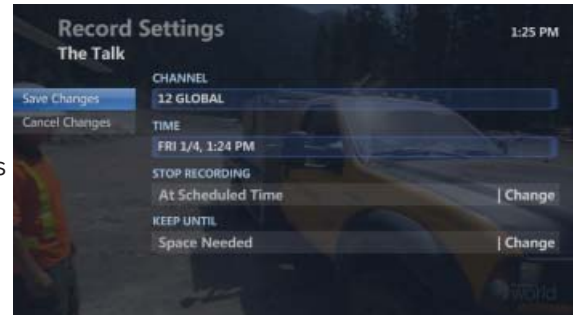 Record Settings
1:25 PM
The Talk
CHANNEL
Save Changes
12 GLOBAL
Cancel Changes
TIME
FRI 1/4, 1:24 PM
s
STOP RECORDING
At Scheduled Time | Change
KEEP UNTIL
Space Needed | Change
world